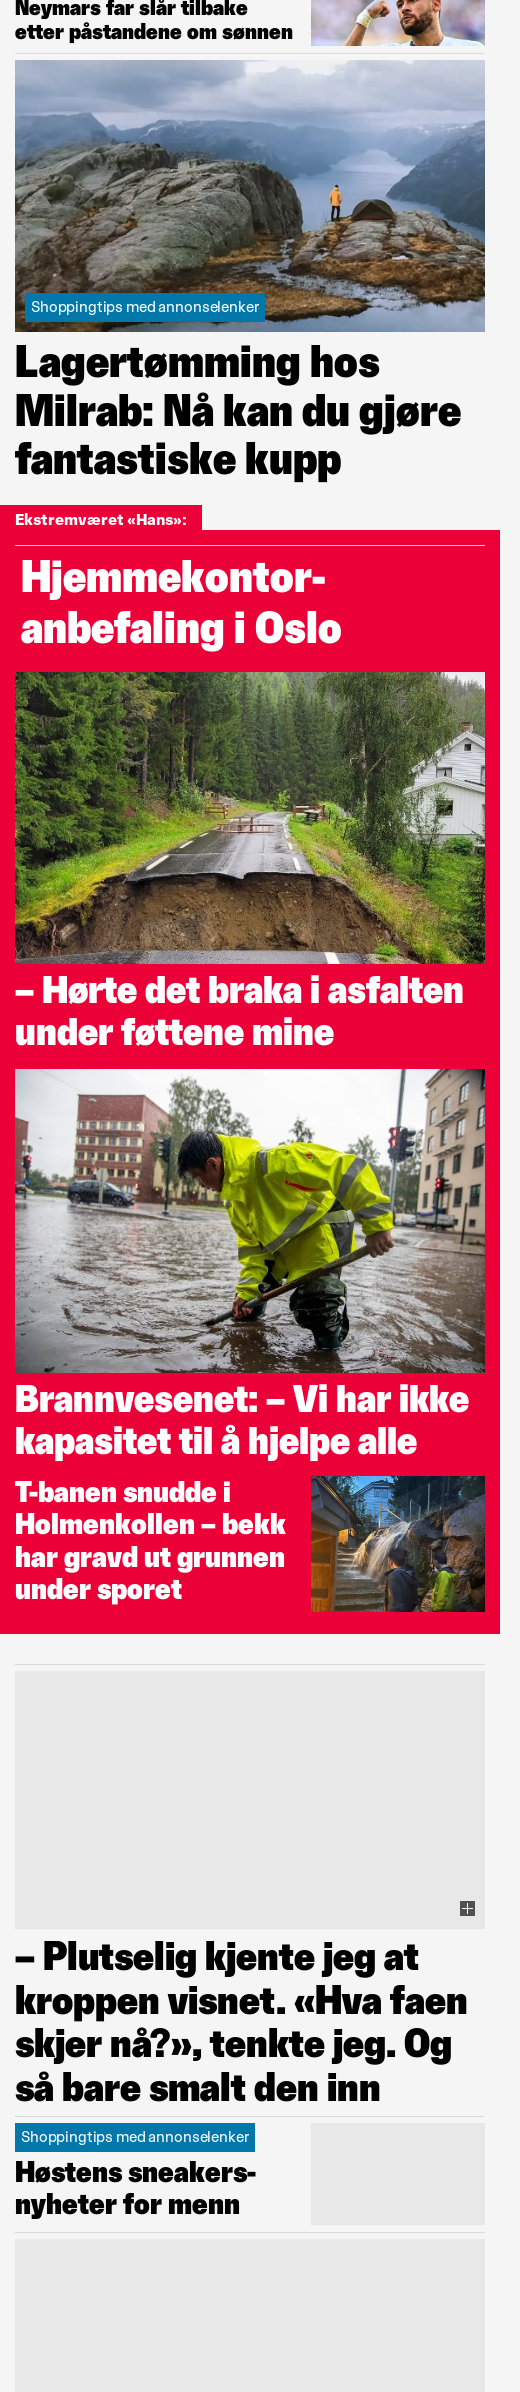 Neymars far slår tilbake
etter påstandene om sønnen
Shoppingtips med annonselenker
Lagertømming hos
Milrab: Nå kan du gjøre
fantastiske kupp
Ekstremværet «Hans»:
Hjemmekontor-
anbefaling i Oslo
– Hørte det braka i asfalten
under føttene mine
Brannvesenet: – Vi har ikke
kapasitet til å hjelpe alle
T-banen snudde i
Holmenkollen – bekk
har gravd ut grunnen
under sporet
– Plutselig kjente jeg at
kroppen visnet. «Hva faen
skjer nå?», tenkte jeg. Og
så bare smalt den inn
Shoppingtips med annonselenker
Høstens sneakers-
nyheter for menn